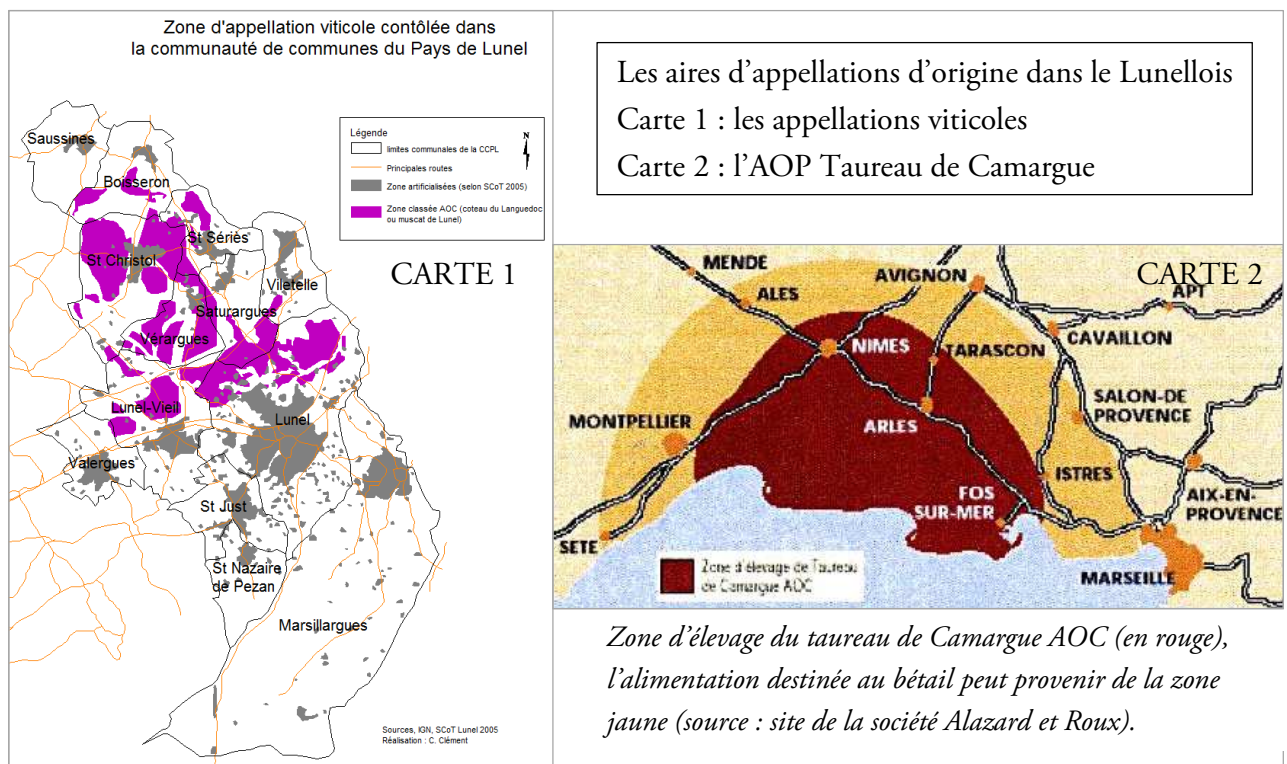 Zone d'appellation viticole contôlée dans
la communauté de communes du Pays de Lunel
Légende
limites communales de la CCPL
N
Principales routes
Zone artificialisée (selon SCoT 2005)
Zone classée AOC (coteau du Languedoc
ou muscat de Lunel)
Saussines
Boisseron
St Sériès
St Christol
CARTE 1
Viletelle
Saturargues
Vérargues
Lunel-Vieil
Lunel
Valergues
St Just
St Nazaire
de Pezan
Marsillargues
Sources, IGN, SCoT Lunel 2005
Réalisation : C. Clément
Les aires d'appellations d'origine dans le Lunellois
Carte 1 : les appellations viticoles
Carte 2 : l'AOP Taureau de Camargue
CARTE 2
MENDE
AVIGNON
ALES
APT
CAVAILLON
NIMES
TARASCON
SALON-DE
PROVENCE
MONTPELLIER
ARLES
ISTRES
FOS
SUR-MER
AIX-EN-
PROVENCE
SETE
MARSEILLE
Zone d'élevage de Taureau
de Camargue AOC
Zone d'élevage du taureau de Camargue AOC (en rouge),
l'alimentation destinée au bétail peut provenir de la zone
jaune (source : site de la société Alazard et Roux).